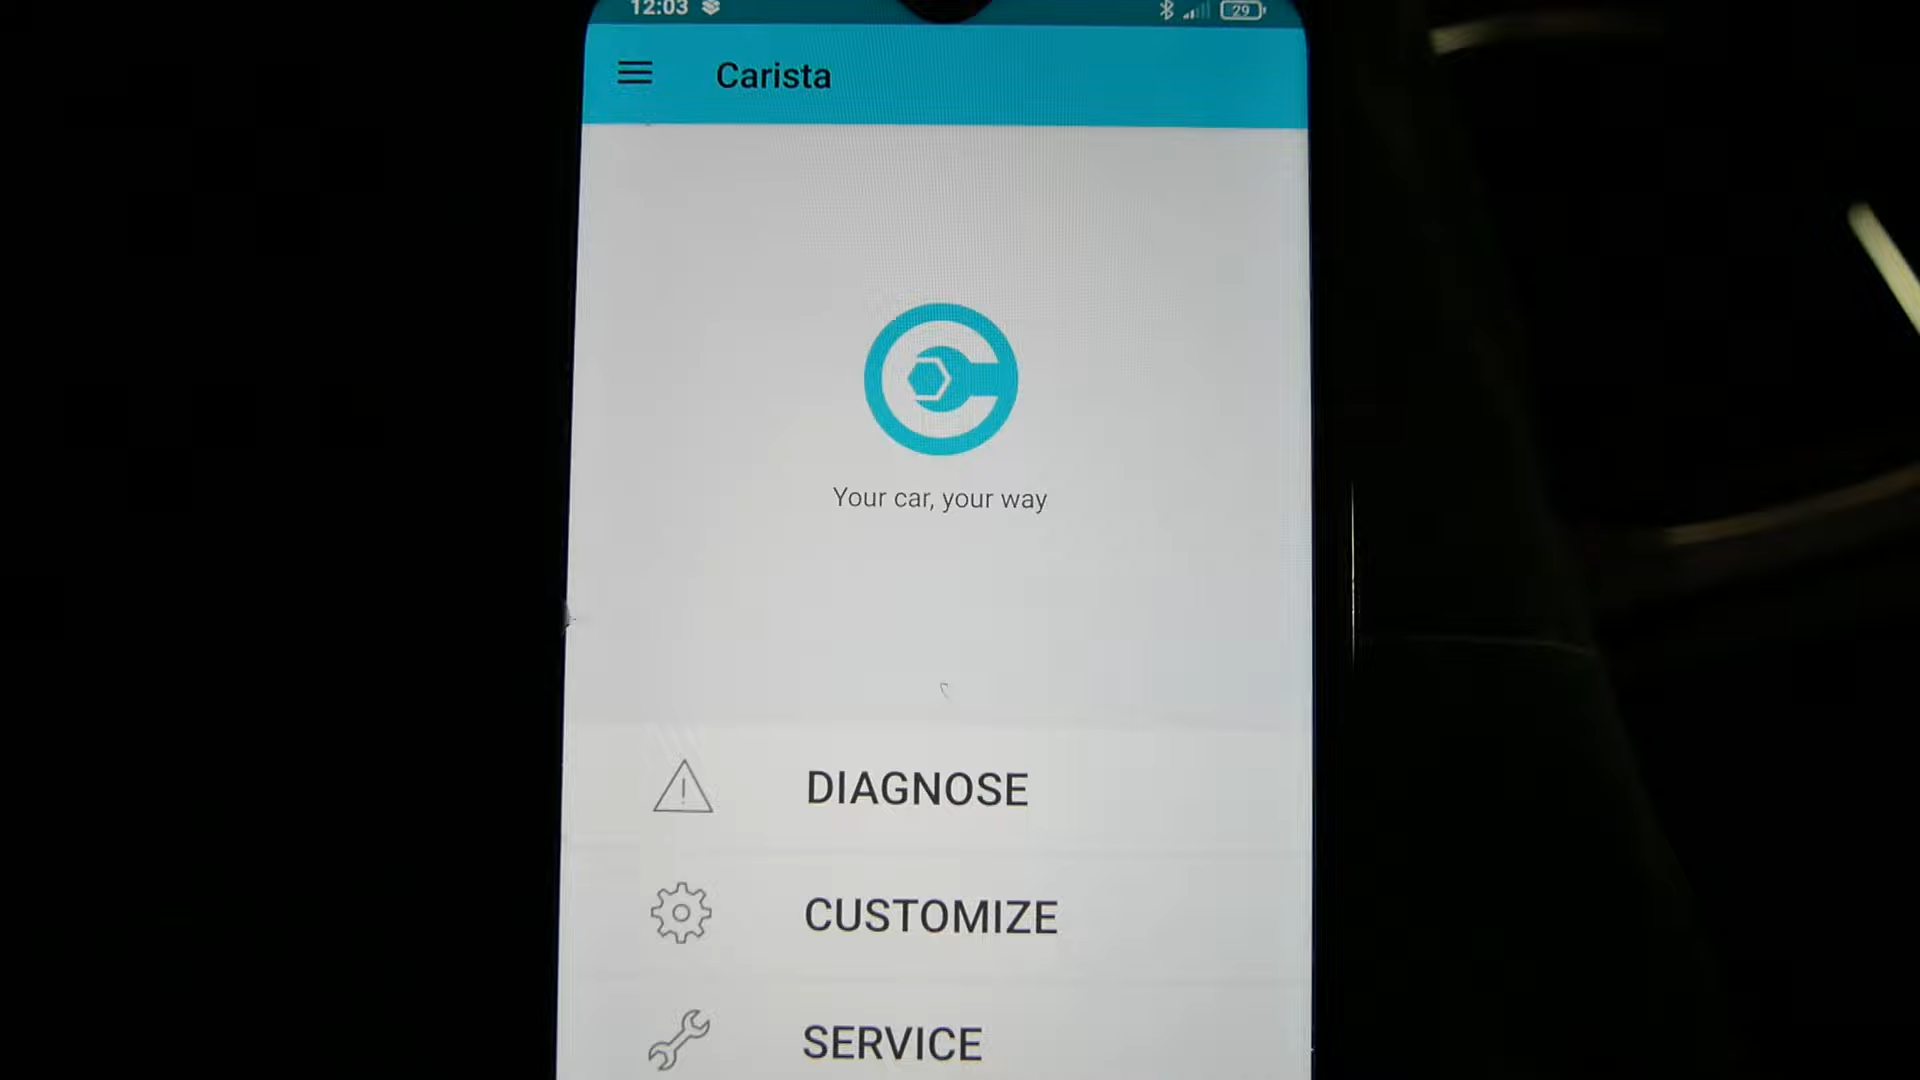 12:03
29
Carista
Your car, your way
DIAGNOSE
CUSTOMIZE
SERVICE